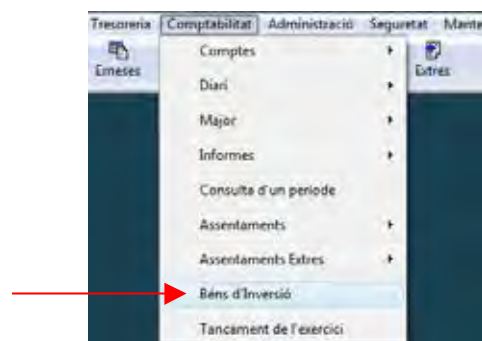 Tresoreria Comptabilitat Administració Seguretat Mante
Emeses Extres
Comptes
Diari
Major
Informes
Consulta d'un periode
Assentaments
Assentaments Extres
Béns d'Inversió
Tancament de l'exercici